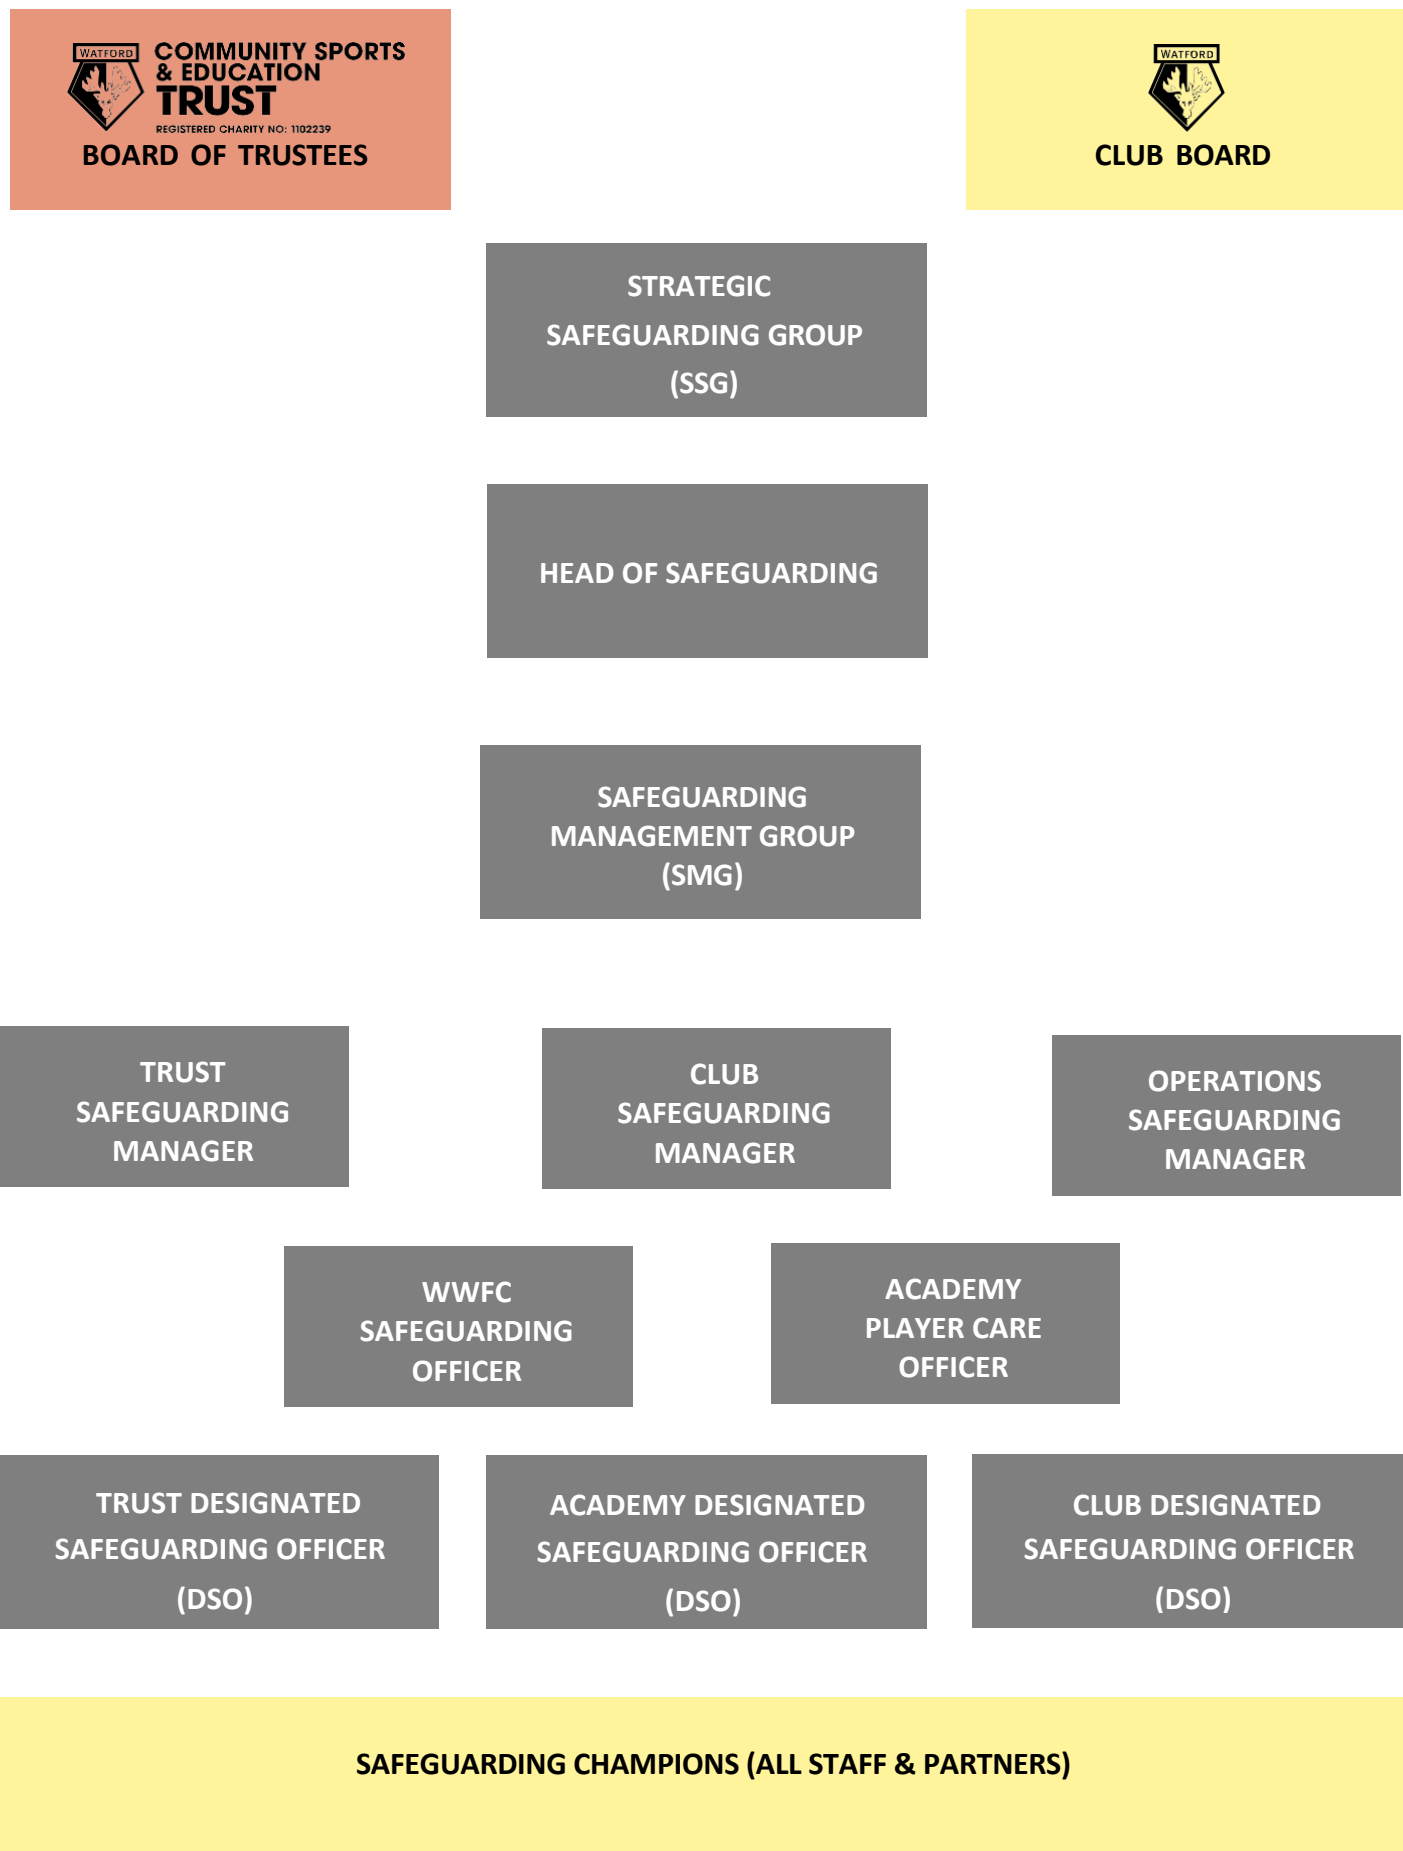 WATFORD
COMMUNITY SPORTS
& EDUCATION
TRUST
REGISTERED CHARITY NO: 1102239
BOARD OF TRUSTEES
WATFORD
CLUB BOARD
STRATEGIC
SAFEGUARDING GROUP
(SSG)
HEAD OF SAFEGUARDING
SAFEGUARDING
MANAGEMENT GROUP
(SMG)
TRUST
SAFEGUARDING
MANAGER
CLUB
SAFEGUARDING
MANAGER
OPERATIONS
SAFEGUARDING
MANAGER
WWFC
SAFEGUARDING
OFFICER
ACADEMY
PLAYER CARE
OFFICER
TRUST DESIGNATED
SAFEGUARDING OFFICER
(DSO)
ACADEMY DESIGNATED
SAFEGUARDING OFFICER
(DSO)
CLUB DESIGNATED
SAFEGUARDING OFFICER
(DSO)
SAFEGUARDING CHAMPIONS (ALL STAFF & PARTNERS)